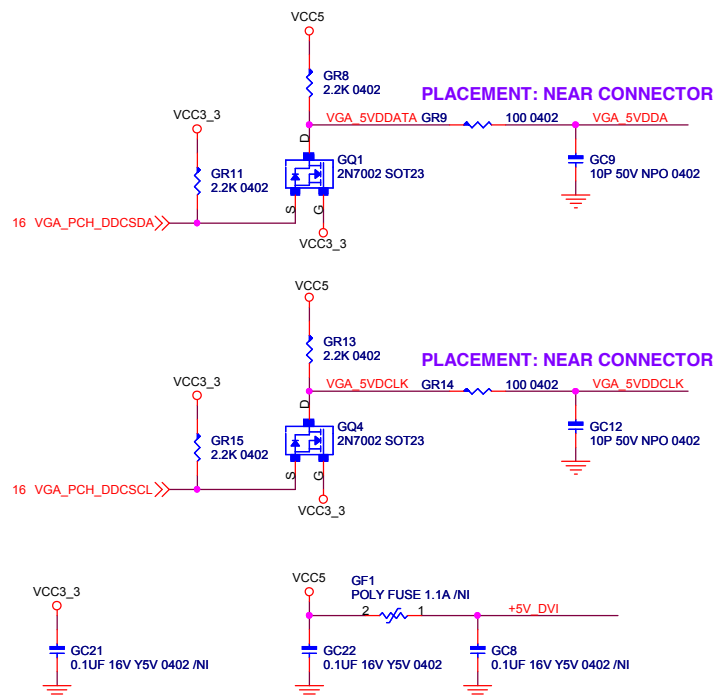 VCC5
GR8
2.2K 0402
PLACEMENT: NEAR CONNECTOR
VCC3_3
VGA_5VDDATA GR9 100 0402 VGA_5VDDA
D
GR11
2.2K 0402
GQ1
2N7002 SOT23
GC9
10P 50V NPO 0402
S G
16 VGA_PCH_DDCSDA
VCC3_3
VCC5
GR13
2.2K 0402
PLACEMENT: NEAR CONNECTOR
VCC3_3
VGA_5VDCLK GR14 100 0402 VGA_5VDDCLK
D
GR15
2.2K 0402
GQ4
2N7002 SOT23
GC12
10P 50V NPO 0402
S G
16 VGA_PCH_DDCSCL
VCC3_3
VCC3_3
VCC5
GF1
POLY FUSE 1.1A /NI
2 1 +5V_DVI
GC21
0.1UF 16V Y5V 0402 /NI
GC22
0.1UF 16V Y5V 0402
GC8
0.1UF 16V Y5V 0402 /NI